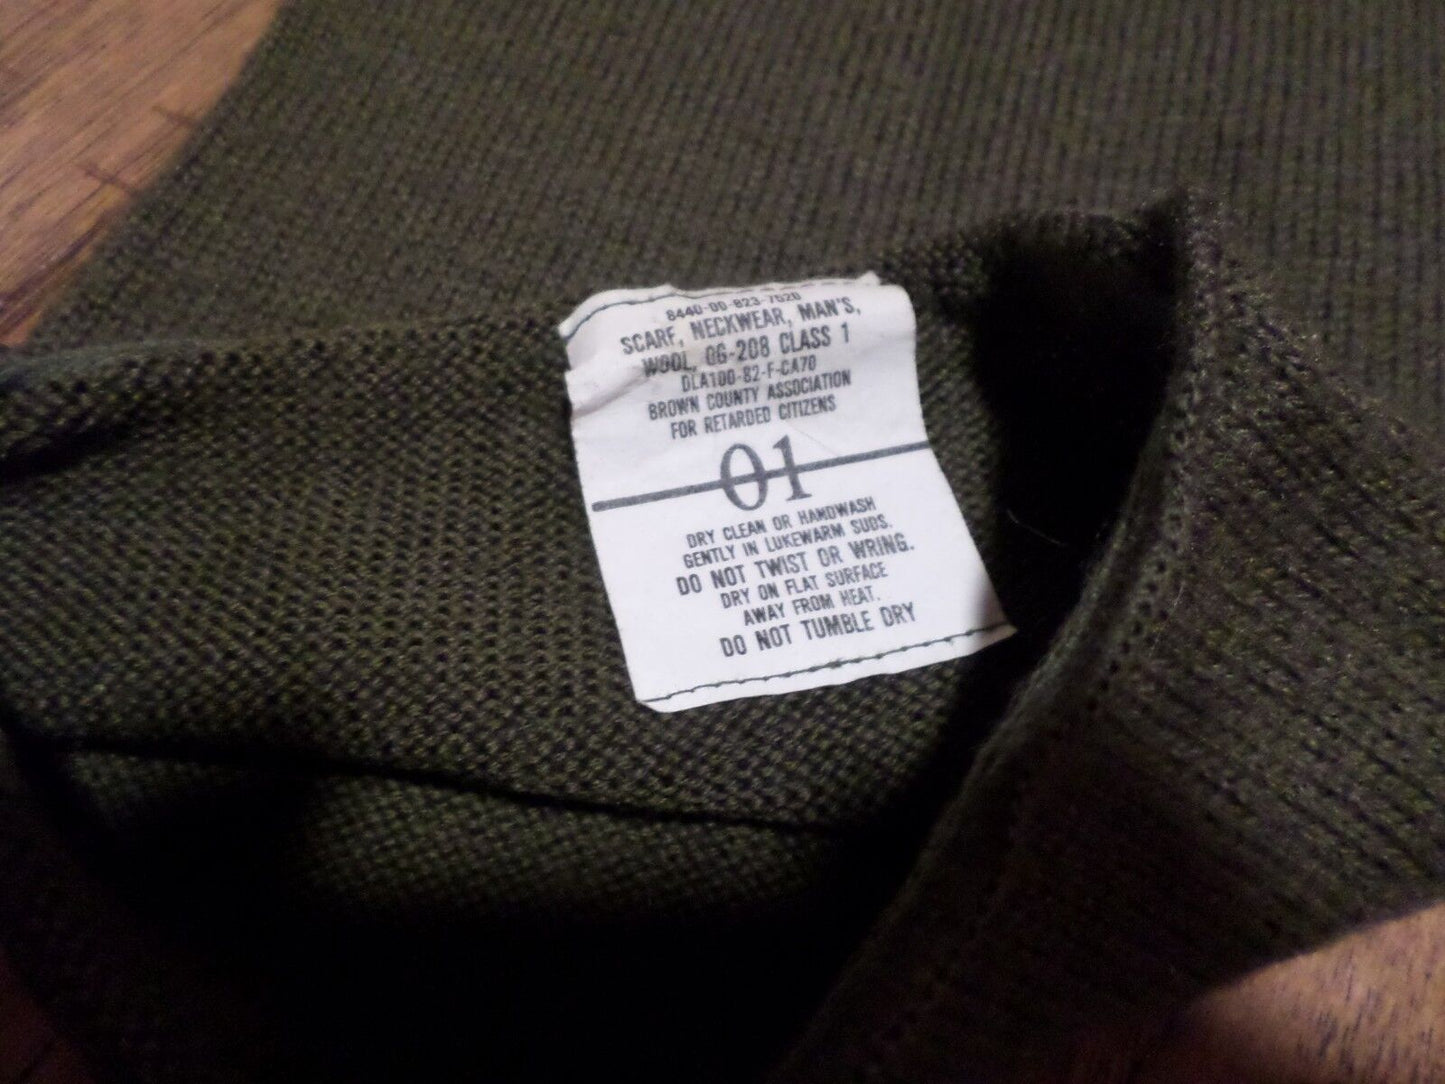 8440-00-823-7520
SCARF, NECKWEAR, MAN'S,
WOOL, OG-208 CLASS 1
DLA100-82-F-CA70
BROWN COUNTY ASSOCIATION
FOR RETARDED CITIZENS
01
DRY CLEAN OR HANDWASH
GENTLY IN LUKEWARM SUDS.
DO NOT TWIST OR WRING.
DRY ON FLAT SURFACE
AWAY FROM HEAT.
DO NOT TUMBLE DRY